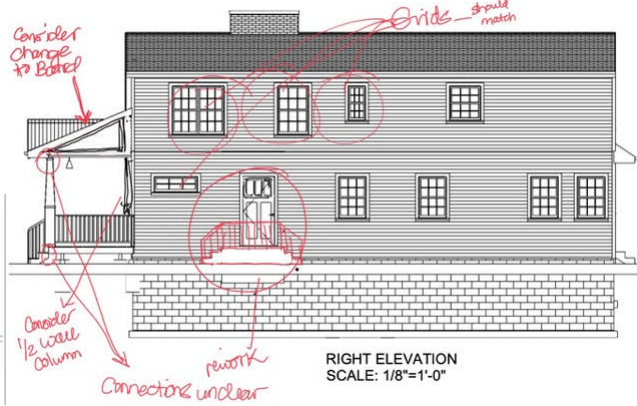 Grids - should
match
Consider
Change
to Board
Consider
1/2 wall
Column
Connections unclear
rework
RIGHT ELEVATION
SCALE: 1/8"=1'-0"